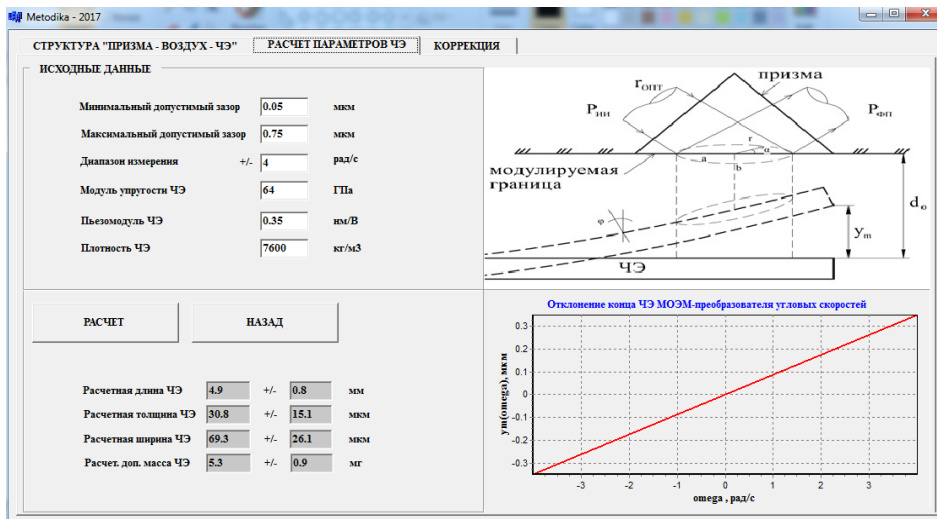 Metodika - 2017
СТРУКТУРА "ПРИЗМА - ВОЗДУХ - ЧЭ" РАСЧЕТ ПАРАМЕТРОВ ЧЭ КОРРЕКЦИЯ
ИСХОДНЫЕ ДАННЫЕ
Минимальный допустимый зазор 0.05 мкм
Максимальный допустимый зазор 0.75 мкм
Диапазон измерения +/- 4 рад/с
Модуль упругости ЧЭ 64 ГПа
Пьезомодуль ЧЭ 0.35 нм/В
Плотность ЧЭ 7600 кг/м3
призма
rопт
Pии
Pфп
r
α
a
b
модулируемая
граница
do
φ
Ym
ЧЭ
РАСЧЕТ НАЗАД
Расчетная длина ЧЭ 4.9 +/- 0.8 мм
Расчетная толщина ЧЭ 30.8 +/- 15.1 мкм
Расчетная ширина ЧЭ 69.3 +/- 26.1 мкм
Расчет. доп. масса ЧЭ 5.3 +/- 0.9 мг
Отклонение конца ЧЭ МОЭМ-преобразователя угловых скоростей
ym(omega), мкм
0.3
0.2
0.1
0
-0.1
-0.2
-0.3
-3 -2 -1 0 1 2 3
omega , рад/с